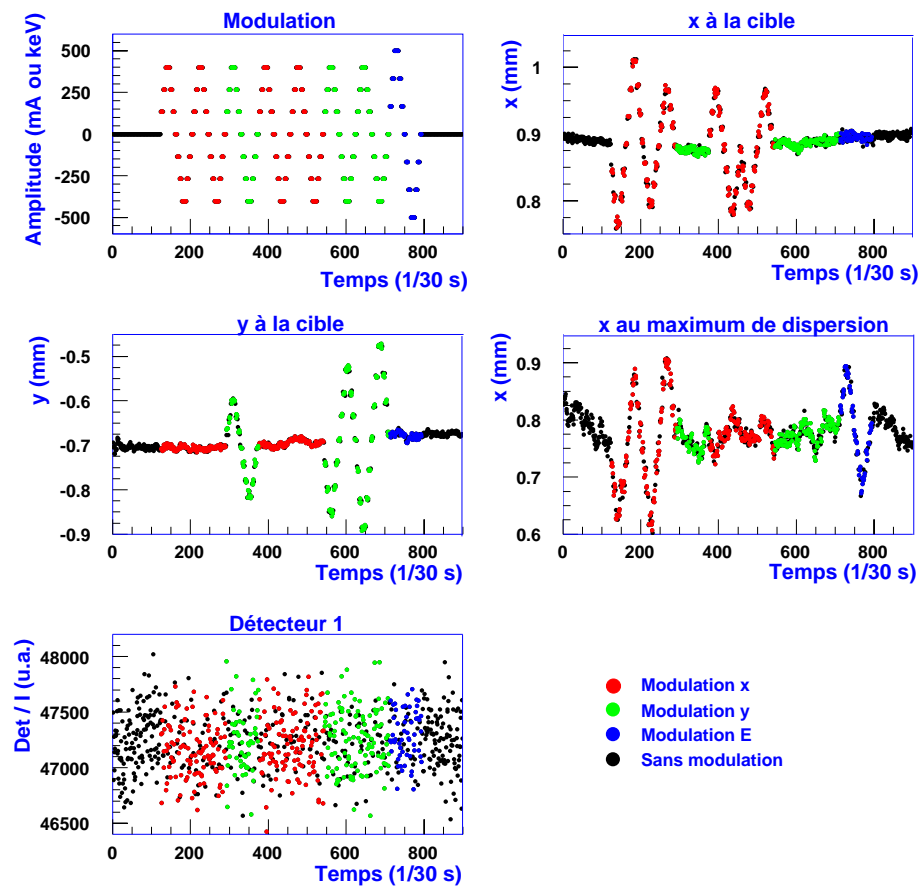 Modulation
Amplitude (mA ou keV)
500
250
0
-250
-500
0 200 400 600 800
Temps (1/30 s)
x à la cible
x (mm)
1
0.9
0.8
0 200 400 600 800
Temps (1/30 s)
y à la cible
y (mm)
-0.5
-0.6
-0.7
-0.8
-0.9
0 200 400 600 800
Temps (1/30 s)
x au maximum de dispersion
x (mm)
0.9
0.8
0.7
0.6
0 200 400 600 800
Temps (1/30 s)
Détecteur 1
Det / I (u.a.)
48000
47500
47000
46500
0 200 400 600 800
Temps (1/30 s)
Modulation x
Modulation y
Modulation E
Sans modulation